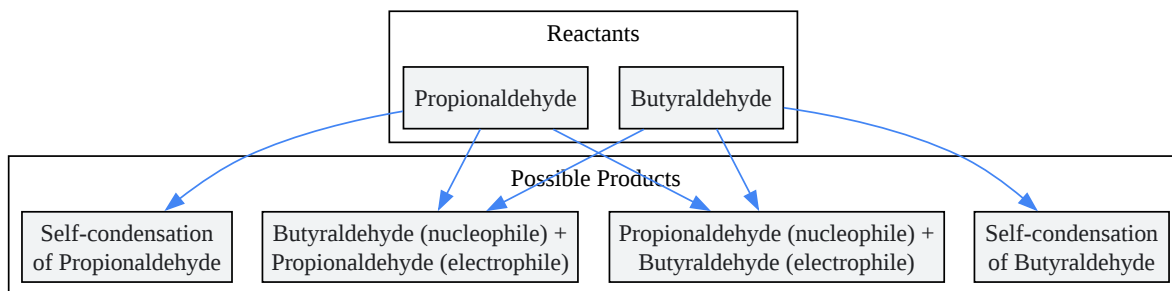 Reactants
Propionaldehyde
Butyraldehyde
Possible Products
Self-condensation
of Propionaldehyde
Butyraldehyde (nucleophile) +
Propionaldehyde (electrophile)
Propionaldehyde (nucleophile) +
Butyraldehyde (electrophile)
Self-condensation
of Butyraldehyde